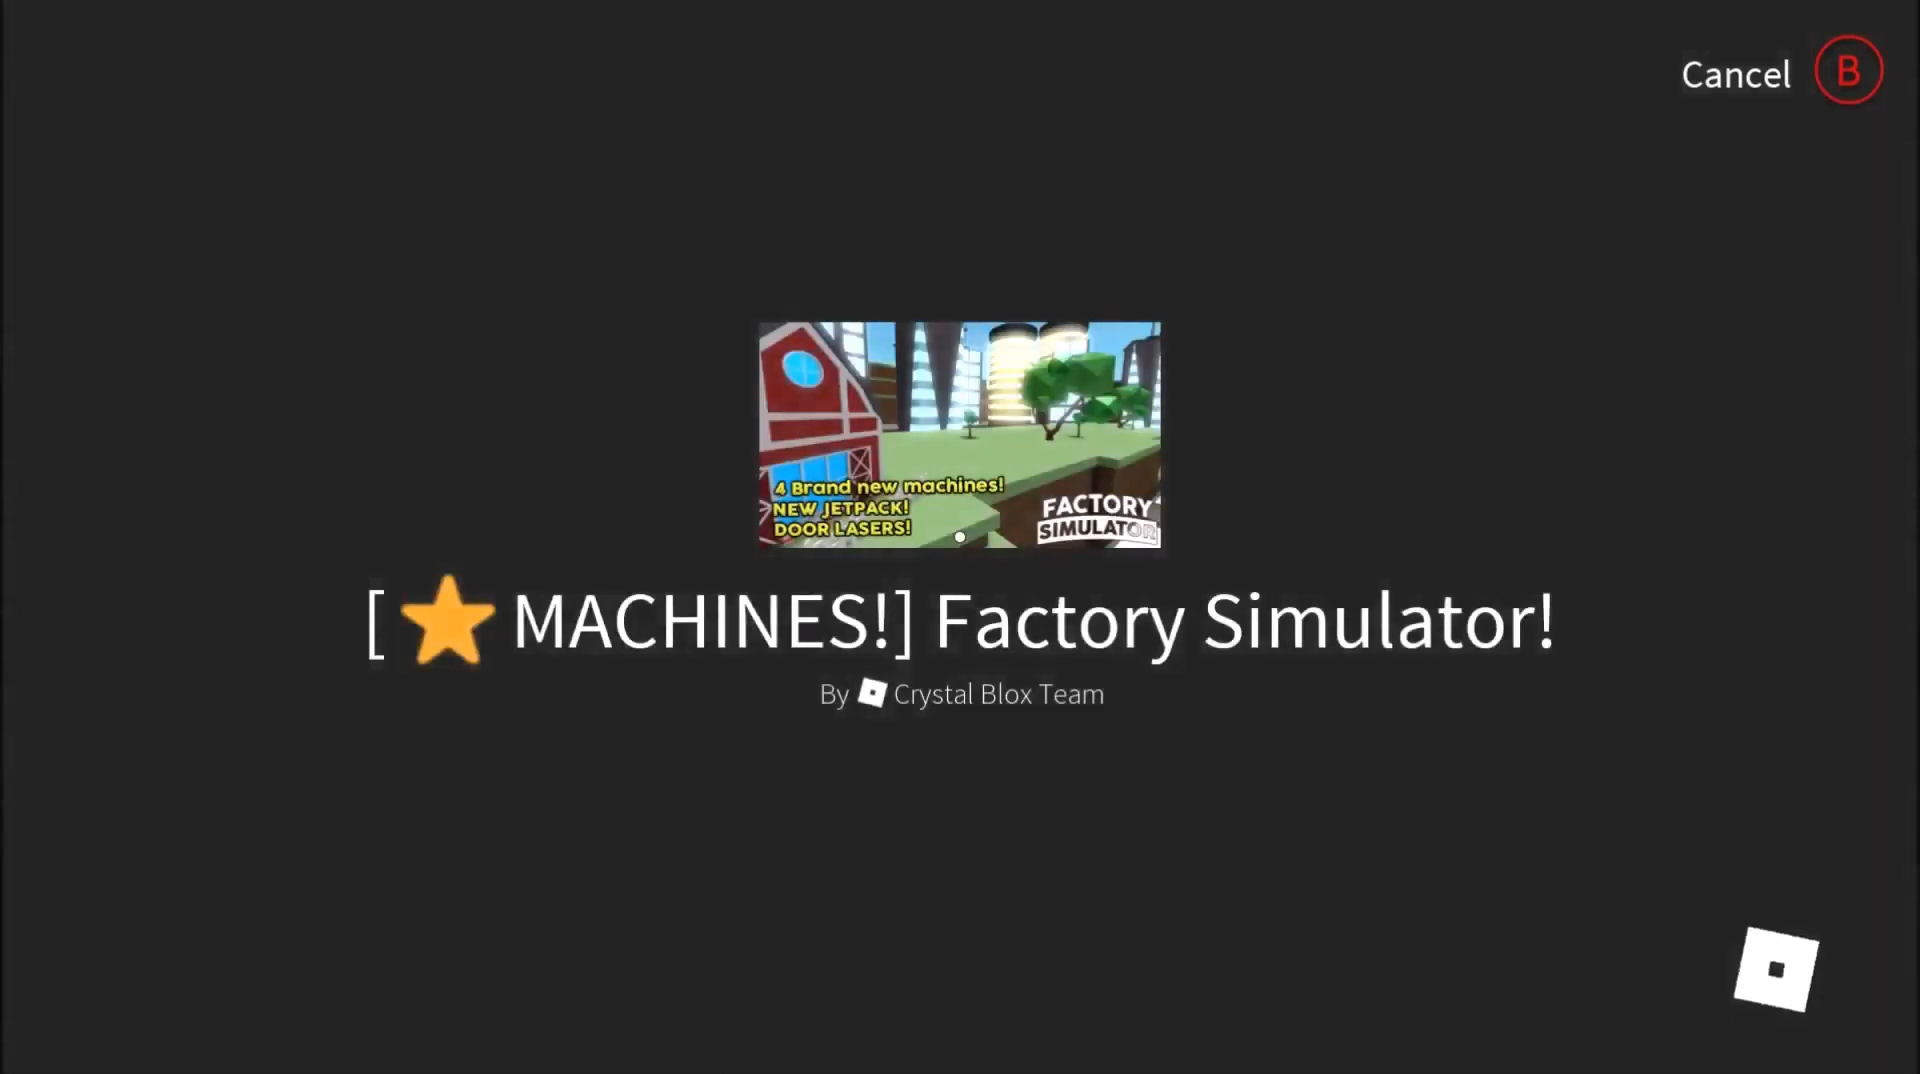 Cancel B
4 Brand new machines!
NEW JETPACK!
DOOR LASERS!
FACTORY
SIMULATOR
[⭐ MACHINES!] Factory Simulator!
By Crystal Blox Team